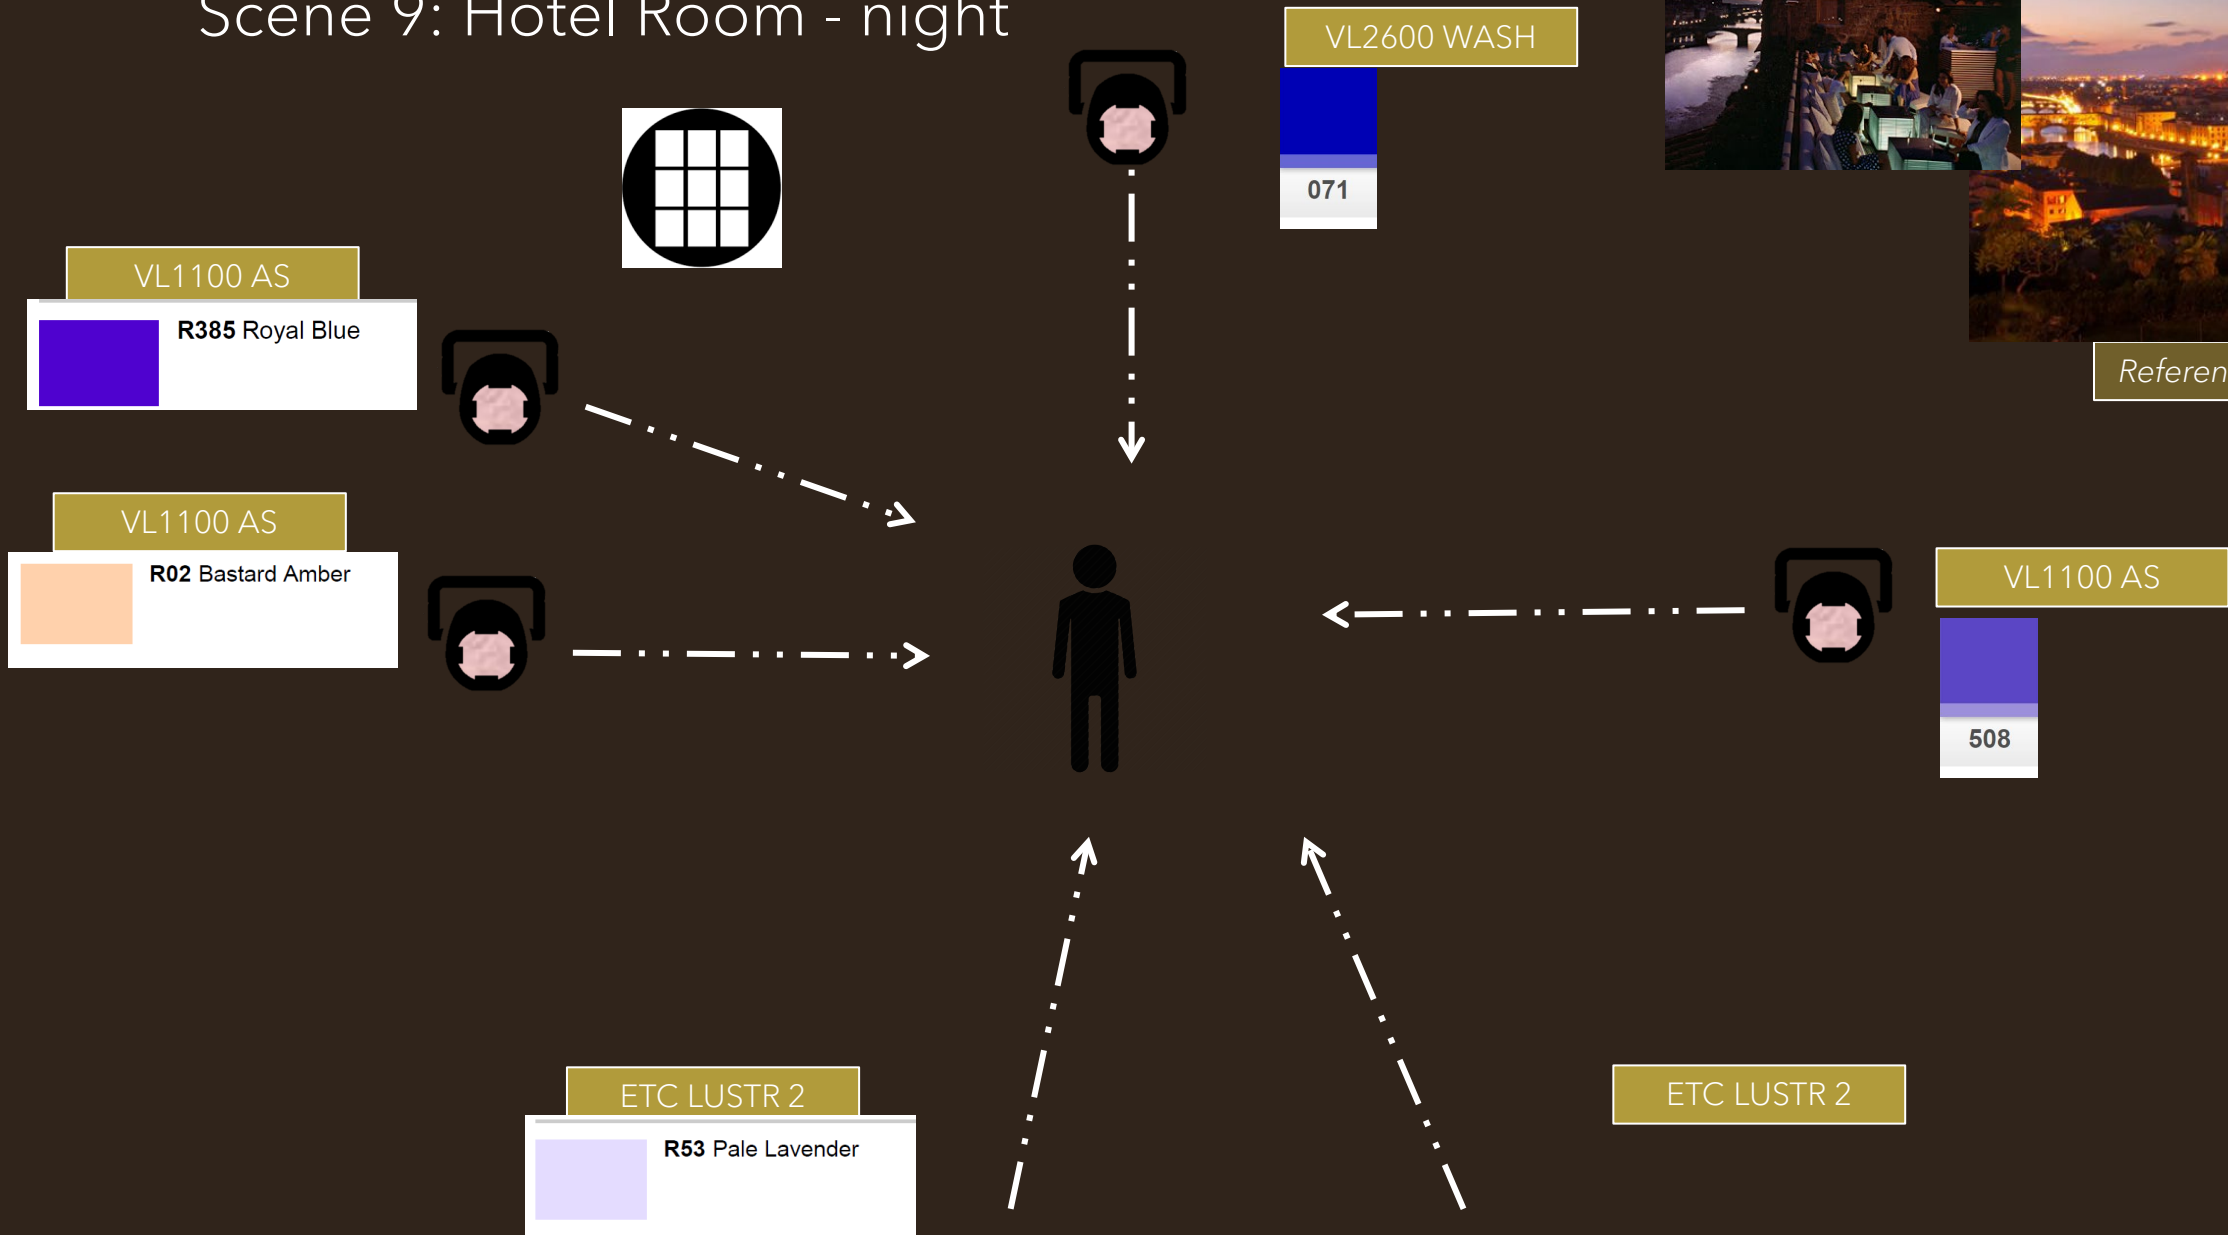 Scene 9: Hotel Room - night
VL2600 WASH
071
VL1100 AS
R385 Royal Blue
VL1100 AS
R02 Bastard Amber
VL1100 AS
508
ETC LUSTR 2
R53 Pale Lavender
ETC LUSTR 2